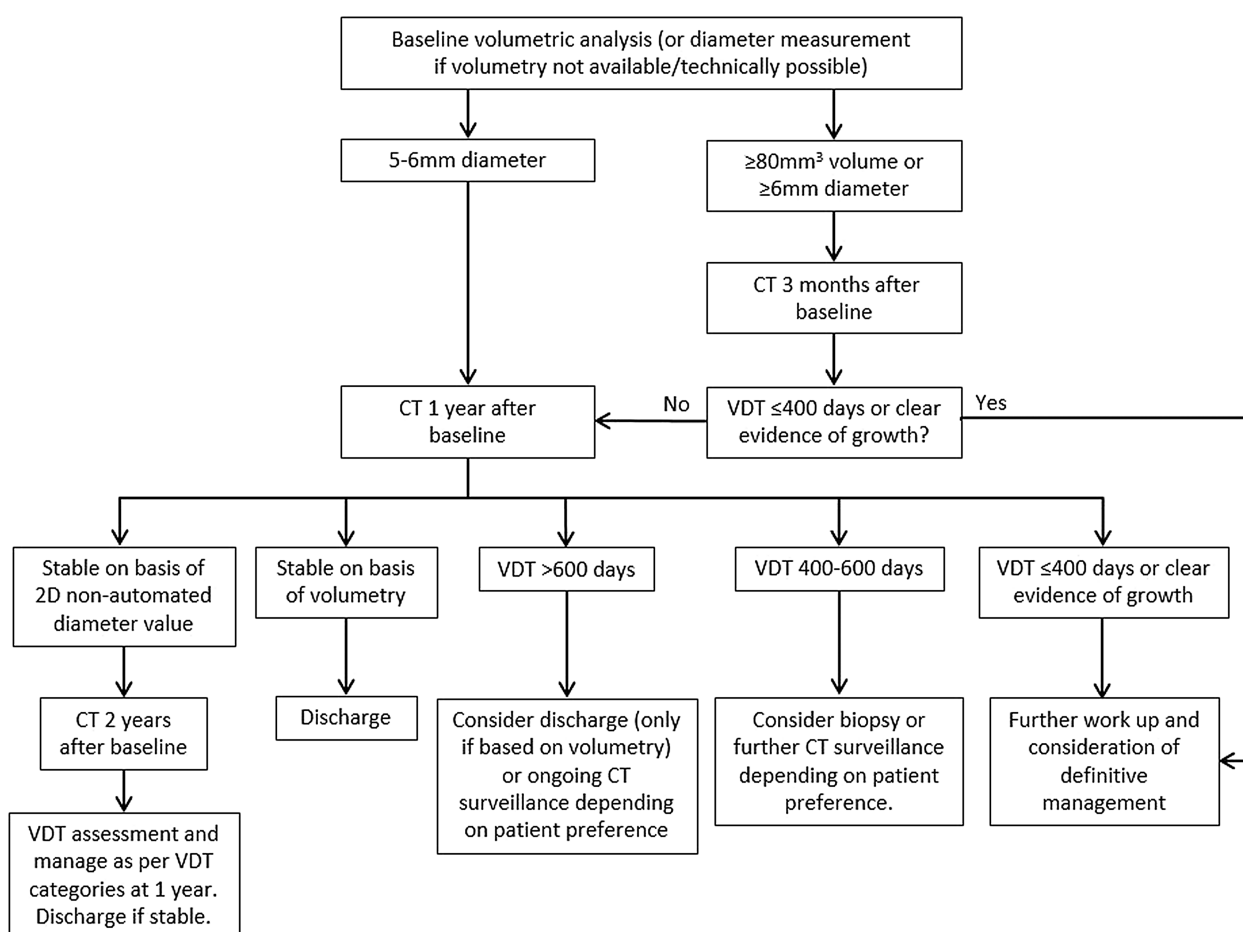 Baseline volumetric analysis (or diameter measurement
if volumetry not available/technically possible)
5-6mm diameter
≥80mm³ volume or
≥6mm diameter
CT 3 months after
baseline
CT 1 year after
baseline
No
VDT ≤400 days or clear
evidence of growth?
Yes
Stable on basis of
2D non-automated
diameter value
Stable on basis
of volumetry
VDT >600 days
VDT 400-600 days
VDT ≤400 days or clear
evidence of growth
CT 2 years
after baseline
Discharge
Consider discharge (only
if based on volumetry)
or ongoing CT
surveillance depending
on patient preference
Consider biopsy or
further CT surveillance
depending on patient
preference.
Further work up and
consideration of
definitive
management
VDT assessment and
manage as per VDT
categories at 1 year.
Discharge if stable.